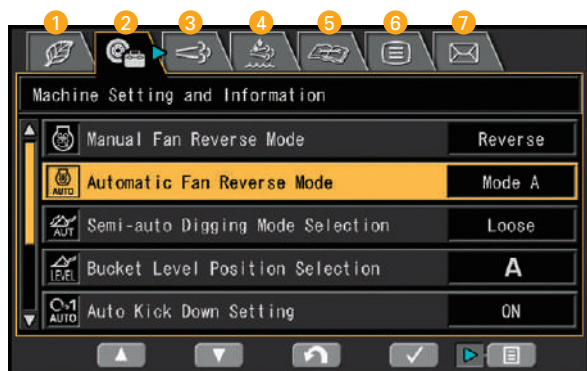 1 2 3 4 5 6 7
Machine Setting and Information
Manual Fan Reverse Mode Reverse
AUTO Automatic Fan Reverse Mode Mode A
AUT Semi-auto Digging Mode Selection Loose
LEVEL Bucket Level Position Selection A
AUTO Auto Kick Down Setting ON